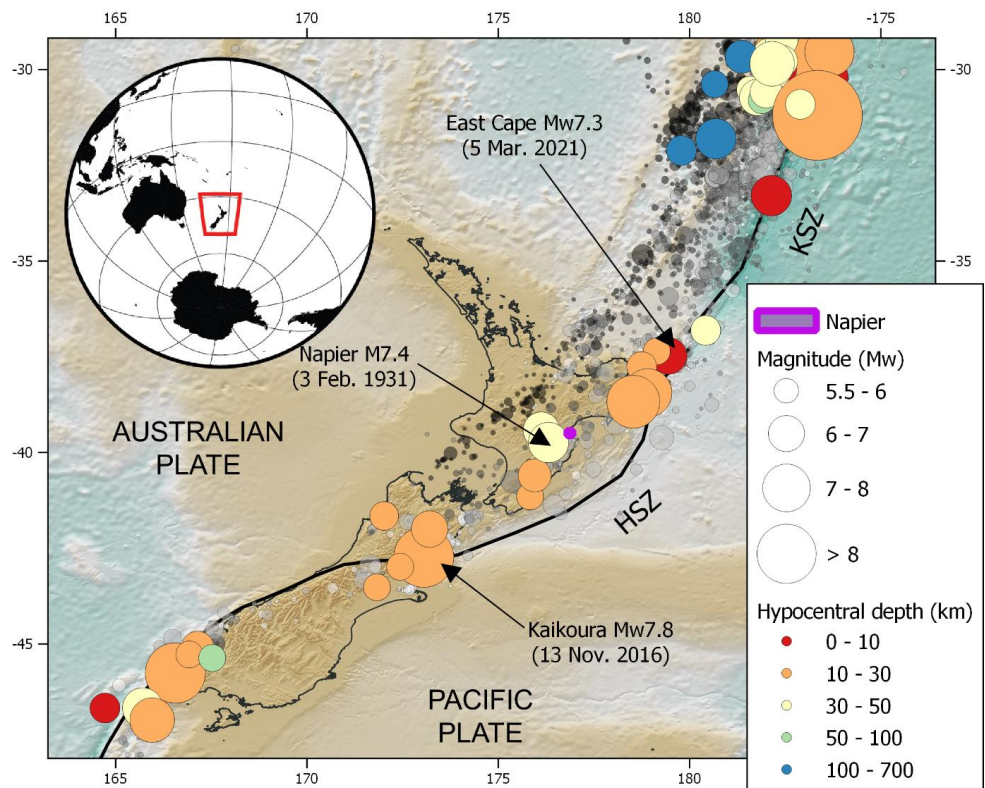 165 170 175 180 -175
-30 -30
East Cape Mw7.3
(5 Mar. 2021)
KSZ
-35 -35
Napier M7.4
(3 Feb. 1931)
AUSTRALIAN
PLATE
-40
HSZ
Kaikoura Mw7.8
(13 Nov. 2016)
-45
PACIFIC
PLATE
165 170 175 180
Napier
Magnitude (Mw)
5.5 - 6
6 - 7
7 - 8
> 8
Hypocentral depth (km)
0 - 10
10 - 30
30 - 50
50 - 100
100 - 700